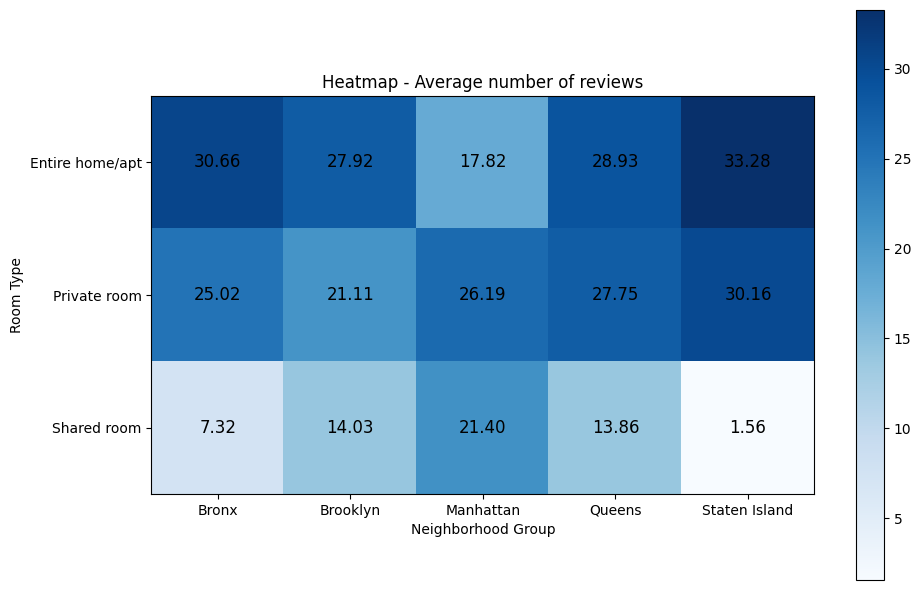 Heatmap - Average number of reviews
Room Type
Entire home/apt 30.66 27.92 17.82 28.93 33.28
Private room 25.02 21.11 26.19 27.75 30.16
Shared room 7.32 14.03 21.40 13.86 1.56
Bronx Brooklyn Manhattan Queens Staten Island
Neighborhood Group
30
25
20
15
10
5